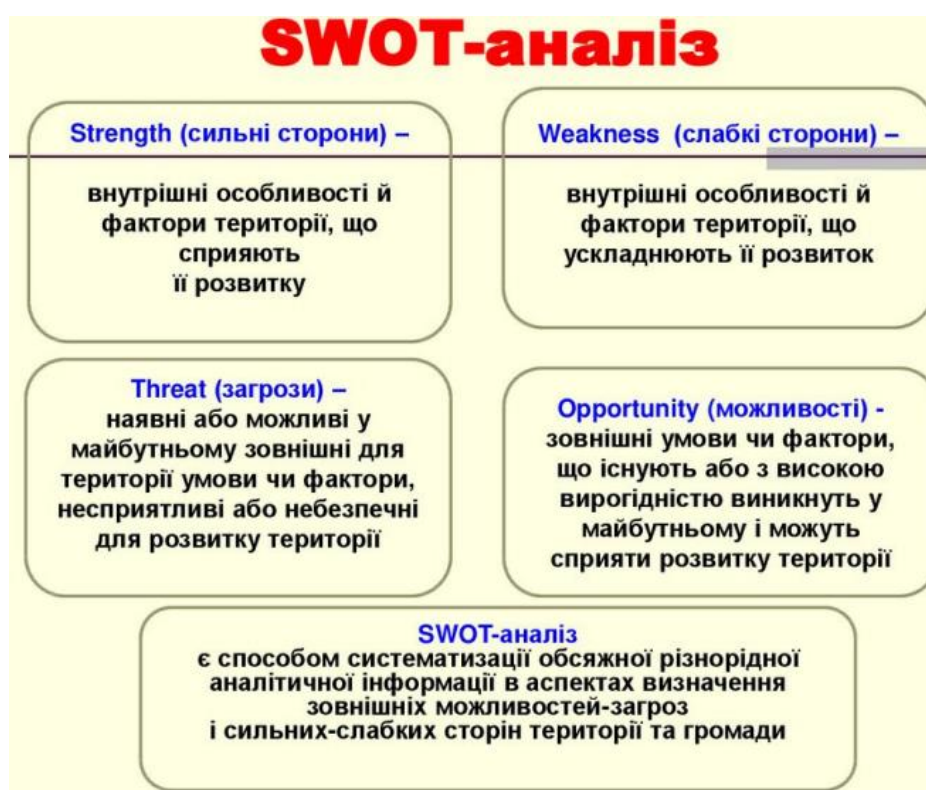 SWOT-аналіз
Strength (сильні сторони) –
внутрішні особливості й
фактори території, що
сприяють
її розвитку
Weakness (слабкі сторони) –
внутрішні особливості й
фактори території, що
ускладнюють її розвиток
Threat (загрози) –
наявні або можливі у
майбутньому зовнішні для
території умови чи фактори,
несприятливі або небезпечні
для розвитку території
Opportunity (можливості) -
зовнішні умови чи фактори,
що існують або з високою
вирогідністю виникнуть у
майбутньому і можуть
сприяти розвитку території
SWOT-аналіз
є способом систематизації обсяжної різнорідної
аналітичної інформації в аспектах визначення
зовнішніх можливостей-загроз
і сильних-слабких сторін території та громади